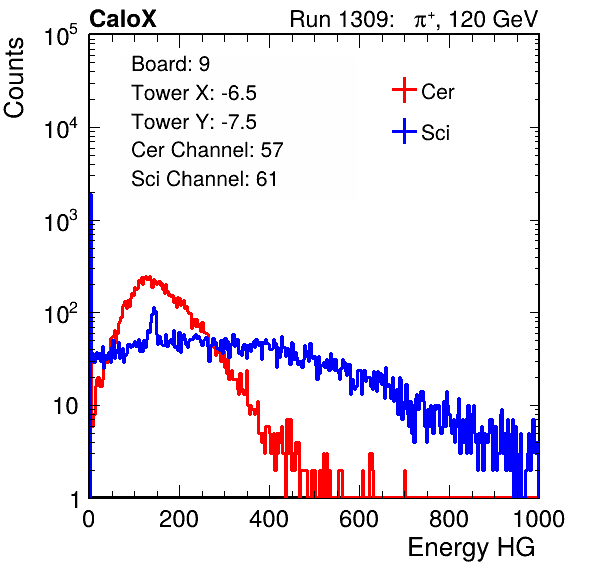 CaloX Run 1309: π⁺, 120 GeV
Board: 9
Tower X: -6.5
Tower Y: -7.5
Cer Channel: 57
Sci Channel: 61
Cer
Sci
Counts
10⁵
10⁴
10³
10²
10
1
0 200 400 600 800 1000
Energy HG